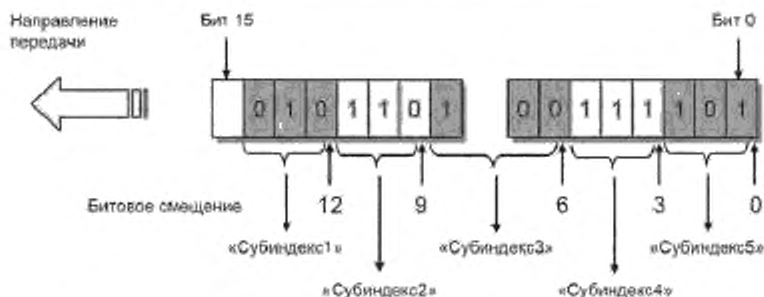 Направление передачи
Бит 15
Бит 0
0 1 0 1 1 0 1
0 0 1 1 1 1 0 1
Битовое смещение
12 9 6 3 0
«Субиндекс1» «Субиндекс3» «Субиндекс5»
«Субиндекс2» «Субиндекс4»